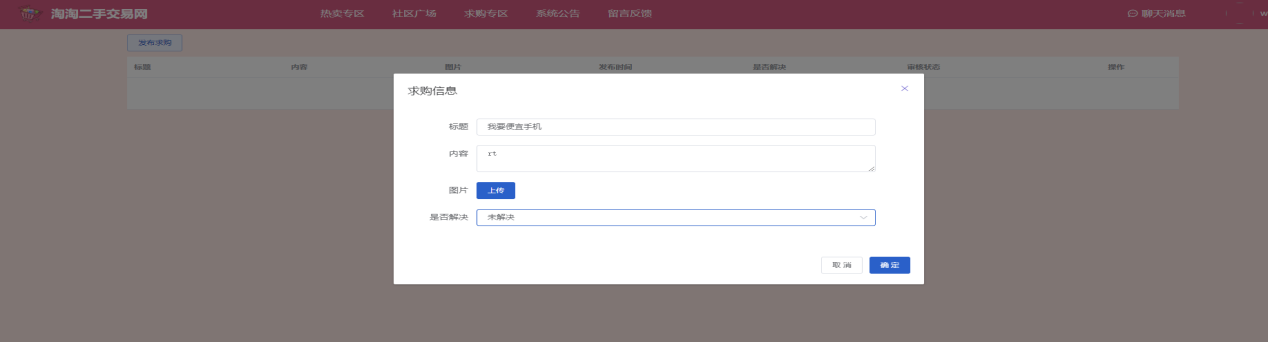 淘淘二手交易网 热卖专区 社区广场 求购专区 系统公告 留言反馈 聊天消息 w
发布求购
标题 内容 图片 发布时间 是否解决 审核状态 操作
求购信息
标题 我要便宜手机
内容 rt
图片 上传
是否解决 未解决
取消 确定